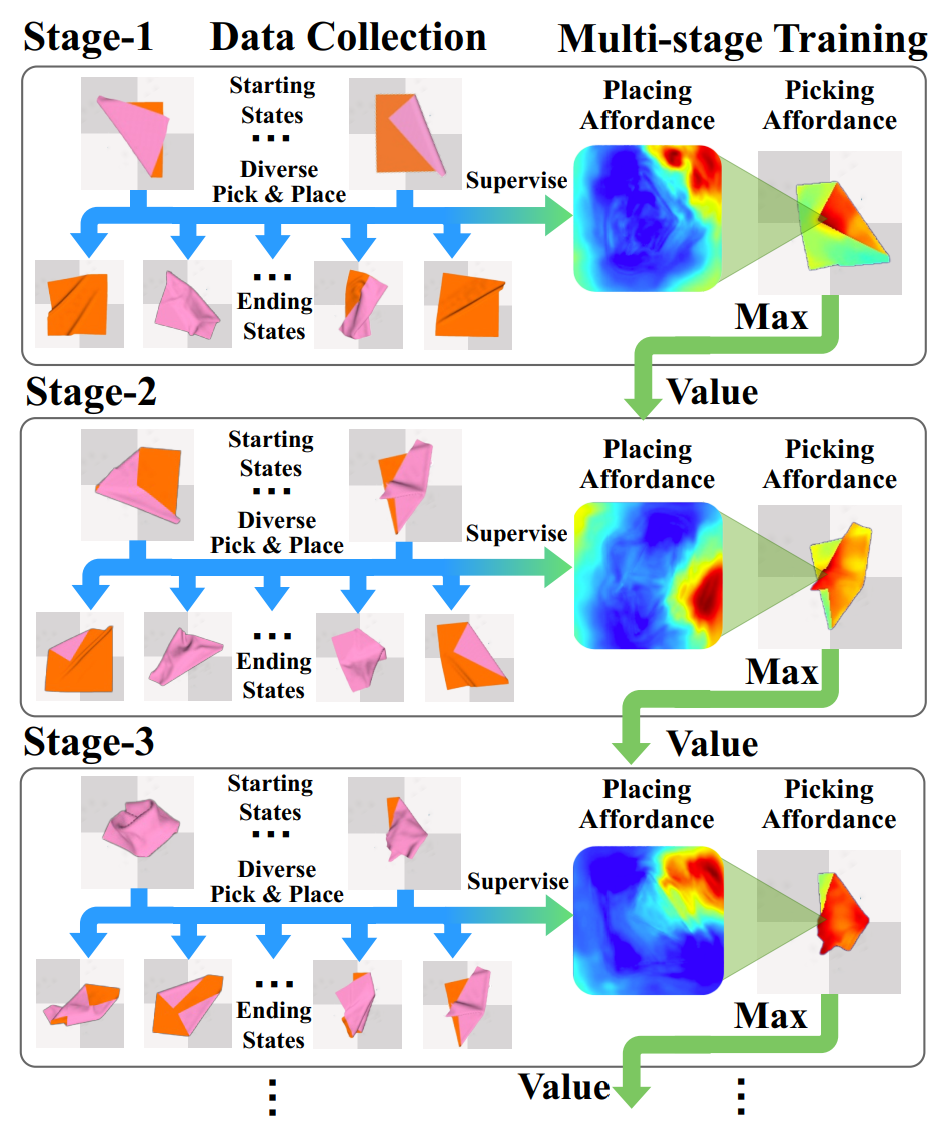 Stage-1 Data Collection Multi-stage Training
Starting
States
...
Diverse
Pick & Place
Supervise
...
Ending
States
Placing
Affordance
Picking
Affordance
Max
Value
Stage-2
Starting
States
...
Diverse
Pick & Place
Supervise
...
Ending
States
Placing
Affordance
Picking
Affordance
Max
Value
Stage-3
Starting
States
...
Diverse
Pick & Place
Supervise
...
Ending
States
Placing
Affordance
Picking
Affordance
Max
Value